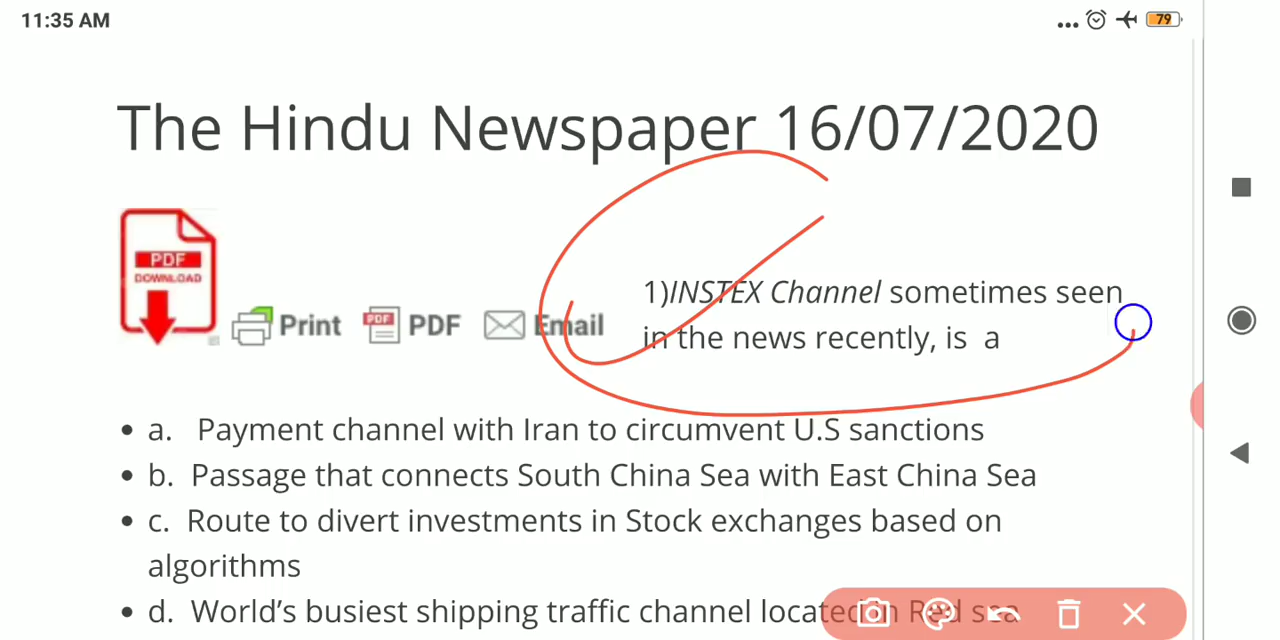 11:35 AM
79
The Hindu Newspaper 16/07/2020
PDF
DOWNLOAD
Print
PDF
PDF
Email
1)INSTEX Channel sometimes seen
in the news recently, is a
• a. Payment channel with Iran to circumvent U.S sanctions
• b. Passage that connects South China Sea with East China Sea
• c. Route to divert investments in Stock exchanges based on
algorithms
• d. World’s busiest shipping traffic channel located in Red sea